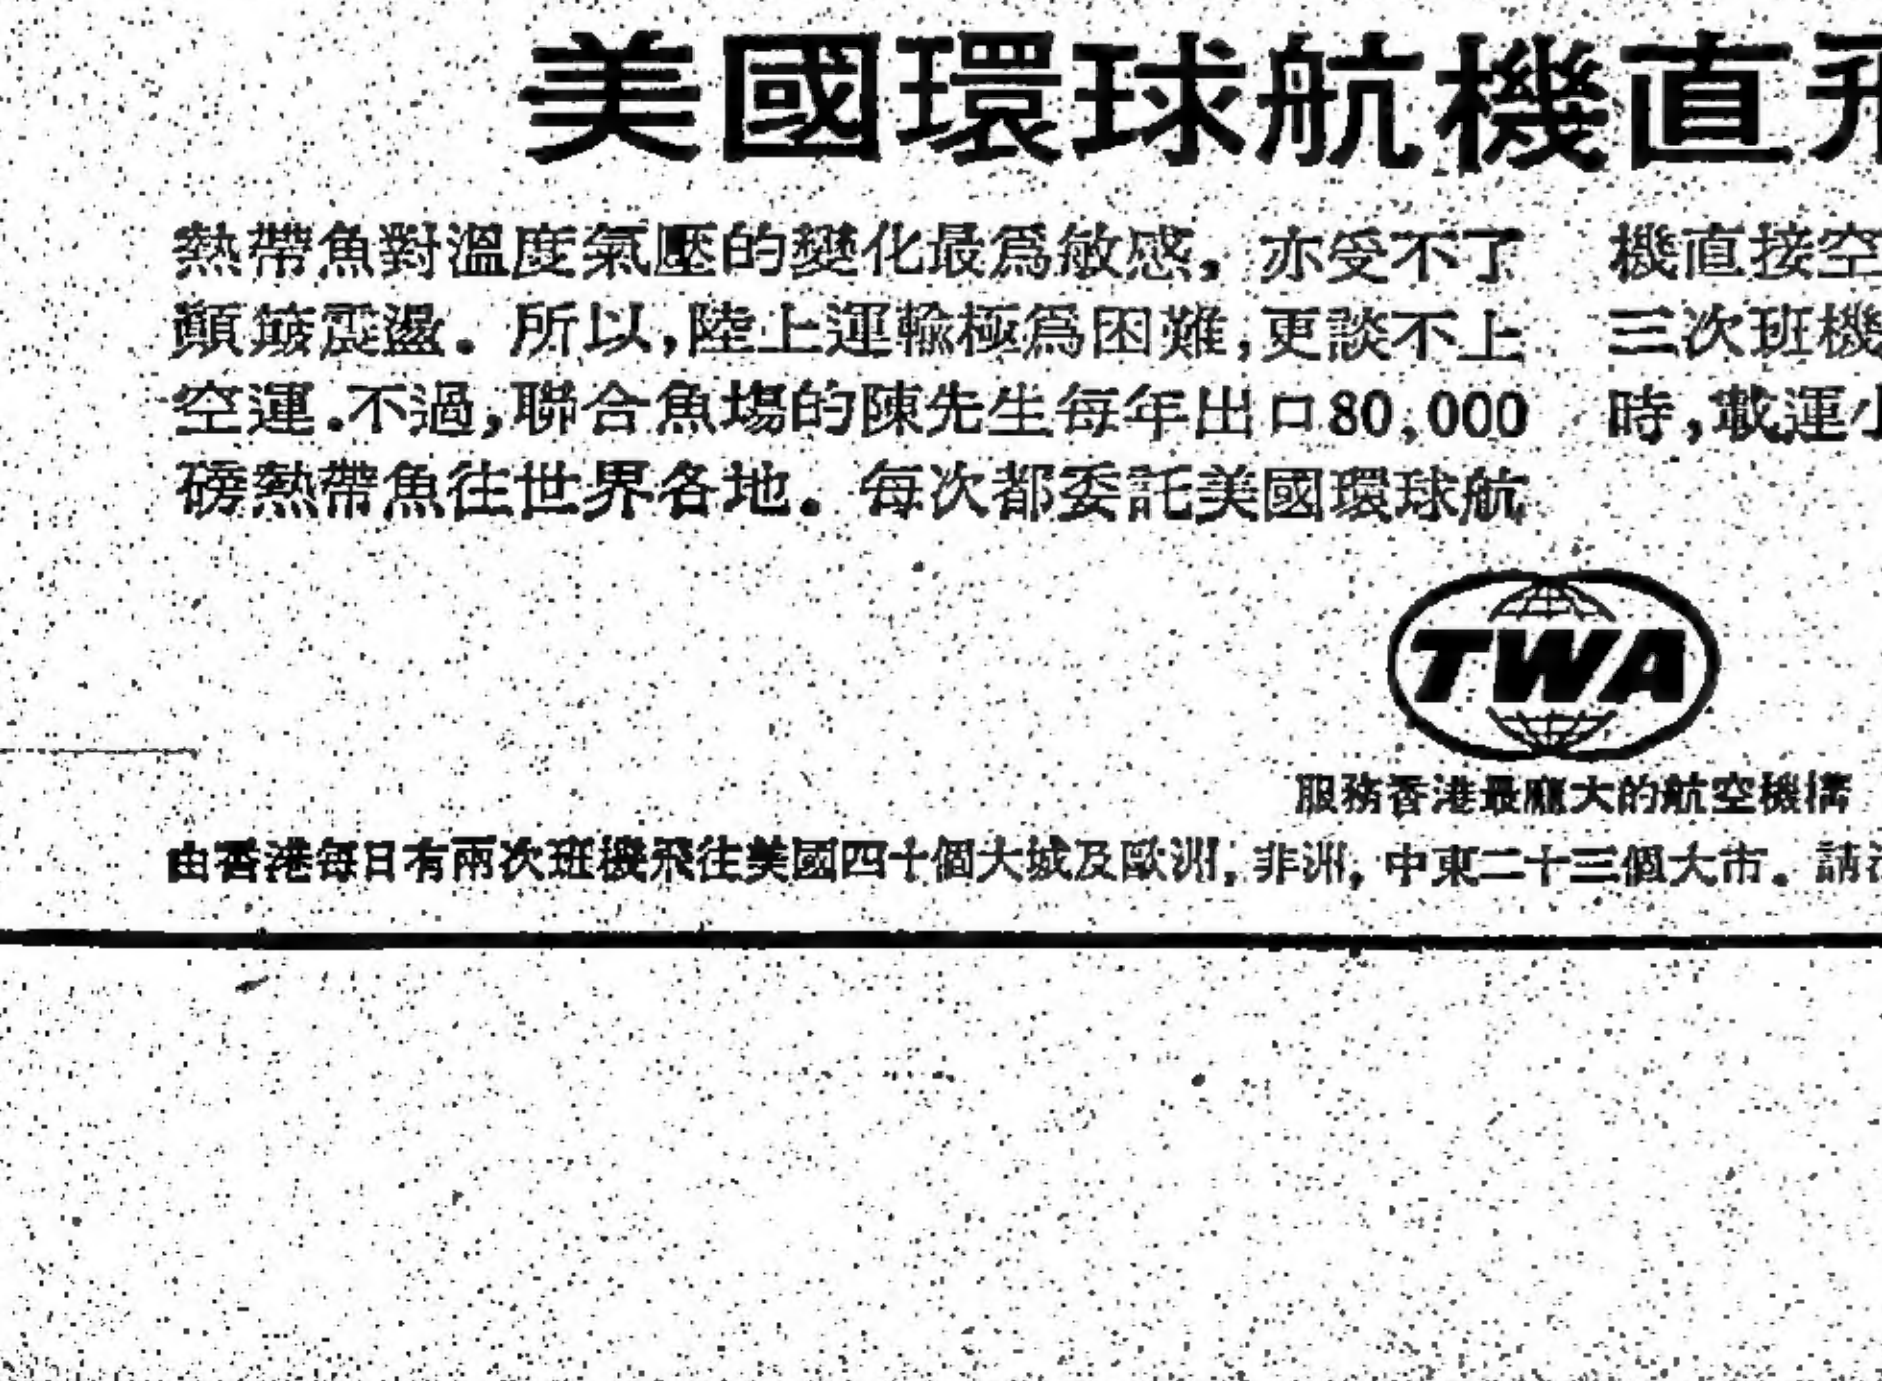 美國環球航機直飛
熱帶魚對溫度氣壓的變化最爲敏感，亦受不了
顛簸震盪。所以，陸上運輸極爲困難，更談不上
空運．不過，聯合魚塲的陳先生每年出口80,000
磅熱帶魚往世界各地。每次都委託美國環球航
機直接空
三次班機
時，載運小
TWA
服務香港最龐大的航空機構
由香港每日有兩次班機飛往美國四十個大城及歐洲，非洲，中東二十三個大市。請